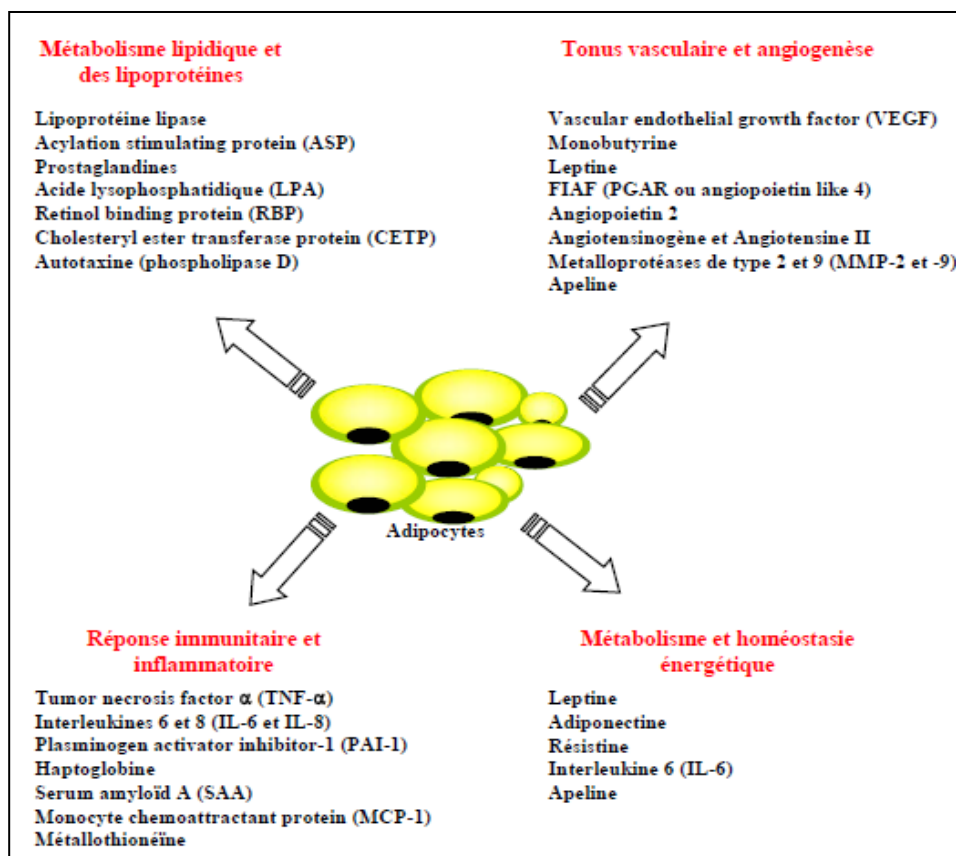 Métabolisme lipidique et
des lipoprotéines
Lipoprotéine lipase
Acylation stimulating protein (ASP)
Prostaglandines
Acide lysophosphatidique (LPA)
Retinol binding protein (RBP)
Cholesteryl ester transferase protein (CETP)
Autotaxine (phospholipase D)
Tonus vasculaire et angiogenèse
Vascular endothelial growth factor (VEGF)
Monobutyrine
Leptine
FIAF (PGAR ou angiopoietin like 4)
Angiopoietin 2
Angiotensinogène et Angiotensine II
Metalloprotéases de type 2 et 9 (MMP-2 et -9)
Apeline
Adipocytes
Réponse immunitaire et
inflammatoire
Tumor necrosis factor α (TNF-α)
Interleukines 6 et 8 (IL-6 et IL-8)
Plasminogen activator inhibitor-1 (PAI-1)
Haptoglobine
Serum amyloïd A (SAA)
Monocyte chemoattractant protein (MCP-1)
Métallothionéïne
Métabolisme et homéostasie
énergétique
Leptine
Adiponectine
Résistine
Interleukine 6 (IL-6)
Apeline